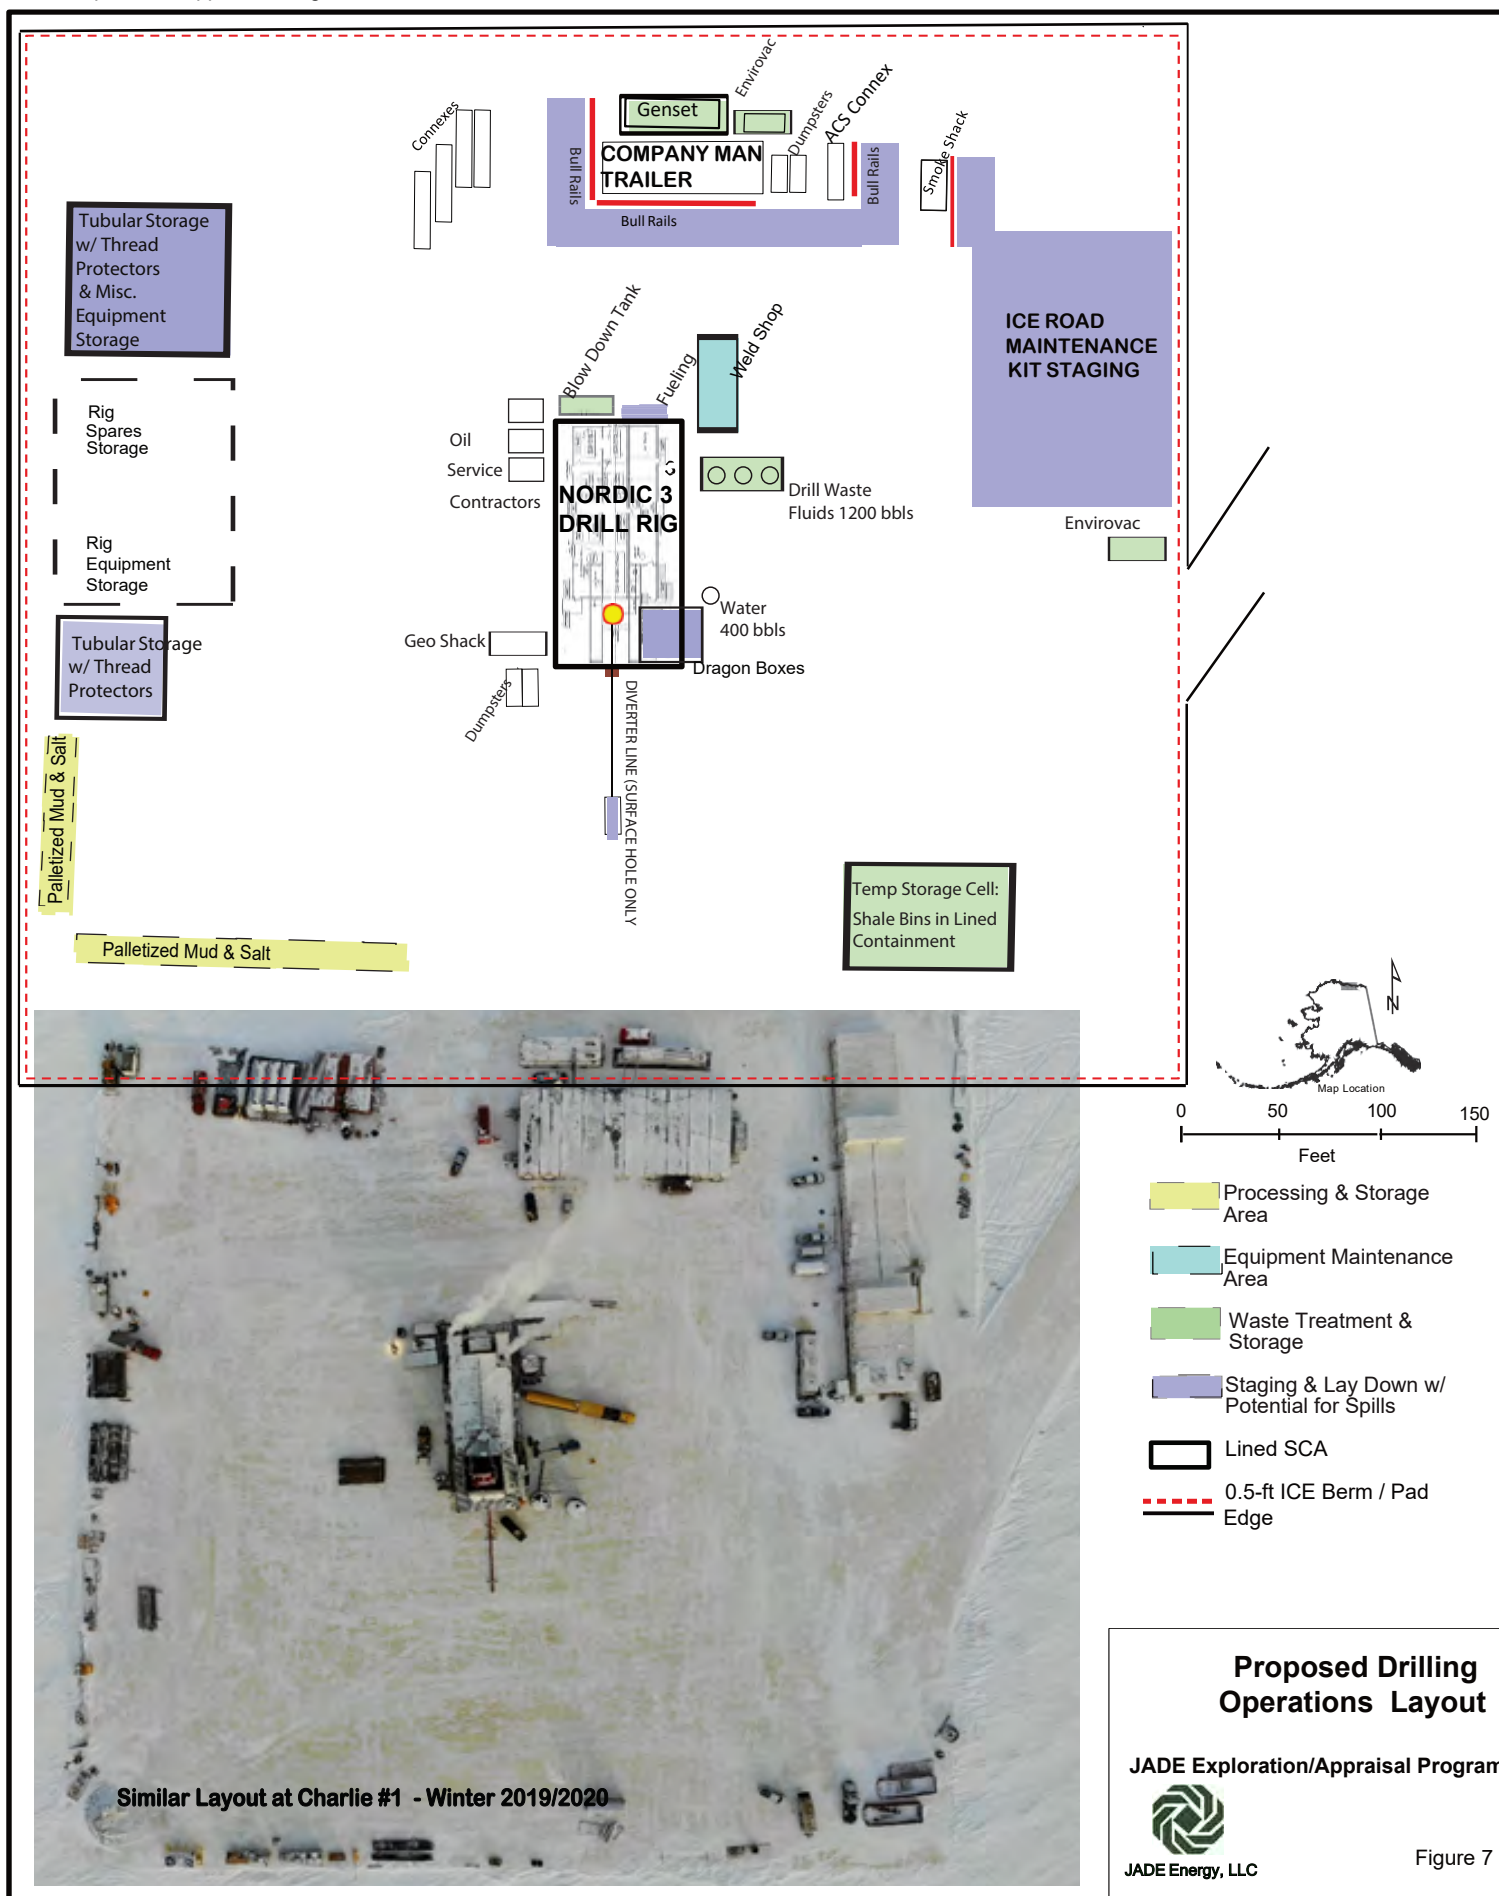 Connexes
Genset
Envirovac
Dumpsters
ACS Connex
Smoke Shack
COMPANY MAN
TRAILER
Bull Rails
Bull Rails
Bull Rails
Tubular Storage
w/ Thread
Protectors
& Misc.
Equipment
Storage
ICE ROAD
MAINTENANCE
KIT STAGING
Blow Down Tank
Fueling
Weld Shop
Rig
Spares
Storage
Oil
Service
Contractors
NORDIC 3
DRILL RIG
Drill Waste
Fluids 1200 bbls
Envirovac
Rig
Equipment
Storage
Water
400 bbls
Geo Shack
Tubular Storage
w/ Thread
Protectors
Dragon Boxes
Dumpsters
DIVERTER LINE (SURFACE HOLE ONLY
Palletized Mud & Salt
Palletized Mud & Salt
Temp Storage Cell:
Shale Bins in Lined
Containment
N
Map Location
0 50 100 150
Feet
Processing & Storage
Area
Equipment Maintenance
Area
Waste Treatment &
Storage
Staging & Lay Down w/
Potential for Spills
Lined SCA
0.5-ft ICE Berm / Pad
Edge
Similar Layout at Charlie #1 - Winter 2019/2020
Proposed Drilling
Operations Layout
JADE Exploration/Appraisal Program
JADE Energy, LLC
Figure 7